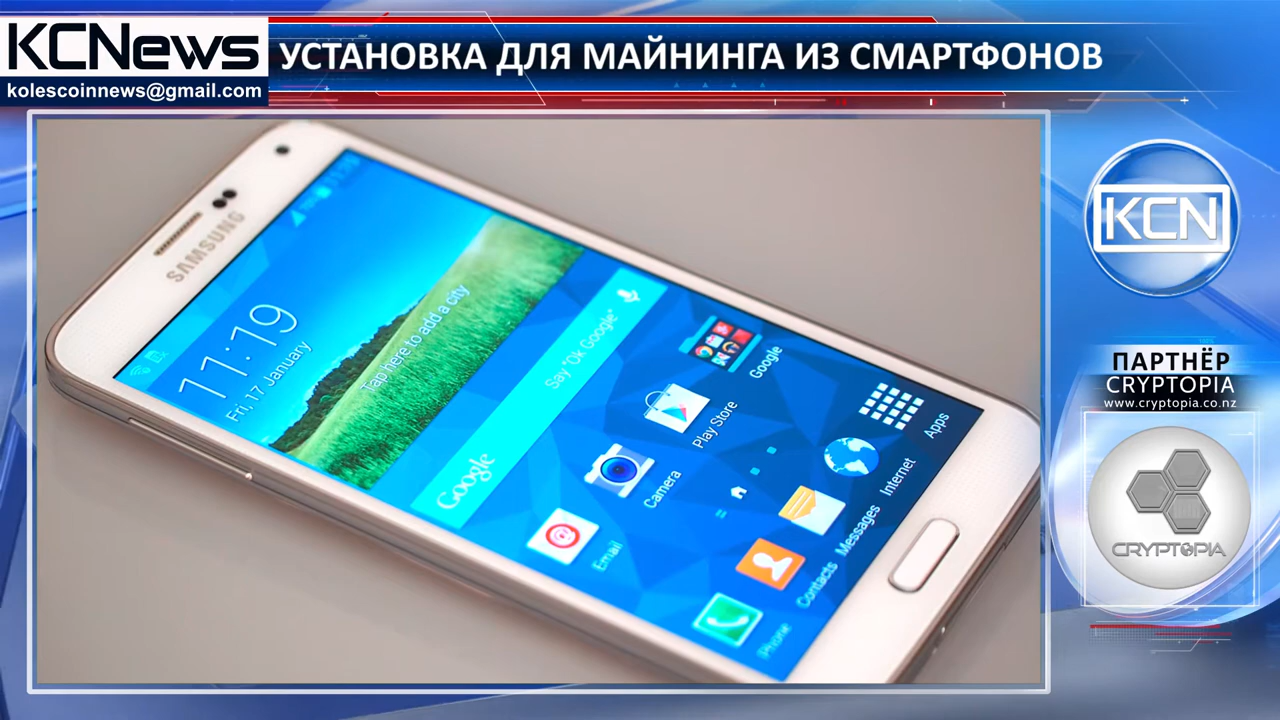 KCNews
kolescoinnews@gmail.com
УСТАНОВКА ДЛЯ МАЙНИНГА ИЗ СМАРТФОНОВ
SAMSUNG
11:19
Fri, 17 January
Tap here to add a city
Google
Say "Ok Google"
Email
Camera
Play Store
Google
Phone
Contacts
Messages
Internet
Apps
KCN
ПАРТНЁР
CRYPTOPIA
www.cryptopia.co.nz
CRYPTOPIA